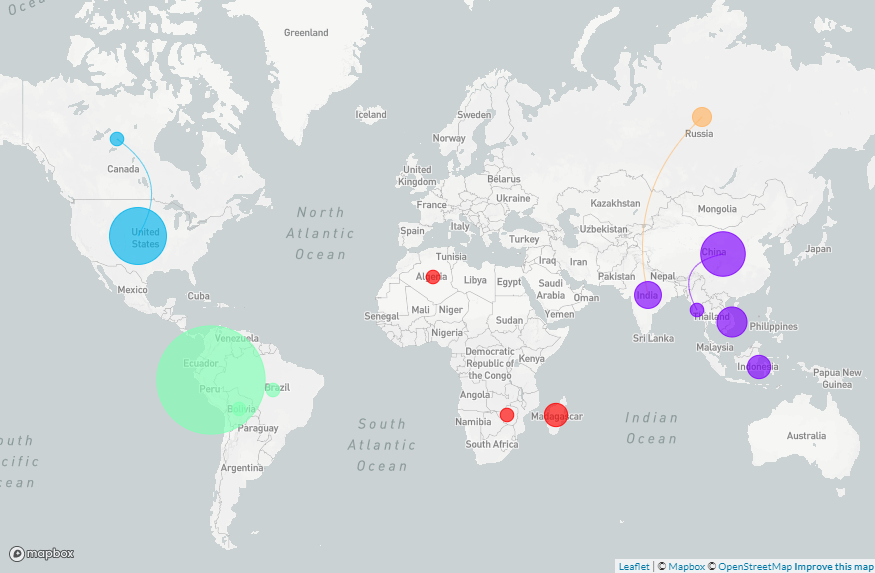 Oce
Greenland
Iceland
Sweden
Norway
Russia
Canada
United
Kingdom
Belarus
France
Ukraine
Kazakhstan
Mongolia
North
Atlantic
Ocean
Spain
Italy
Uzbekistan
Turkey
United
States
China
Japan
Tunisia
Iraq
Iran
Algeria
Libya
Egypt
Saudi
Arabia
Pakistan
Nepal
Mexico
Cuba
Oman
India
Senegal
Mali
Niger
Sudan
Yemen
Thailand
Philippines
Venezuela
Nigeria
Sri Lanka
Malaysia
Ecuador
Democratic
Republic of
the Congo
Kenya
Indonesia
Papua New
Guinea
Peru
Brazil
Angola
Bolivia
Madagascar
Paraguay
Namibia
South
Atlantic
Ocean
Indian
Ocean
South Africa
Australia
outh
cific
cean
Argentina
mapbox
Leaflet | © Mapbox © OpenStreetMap Improve this map